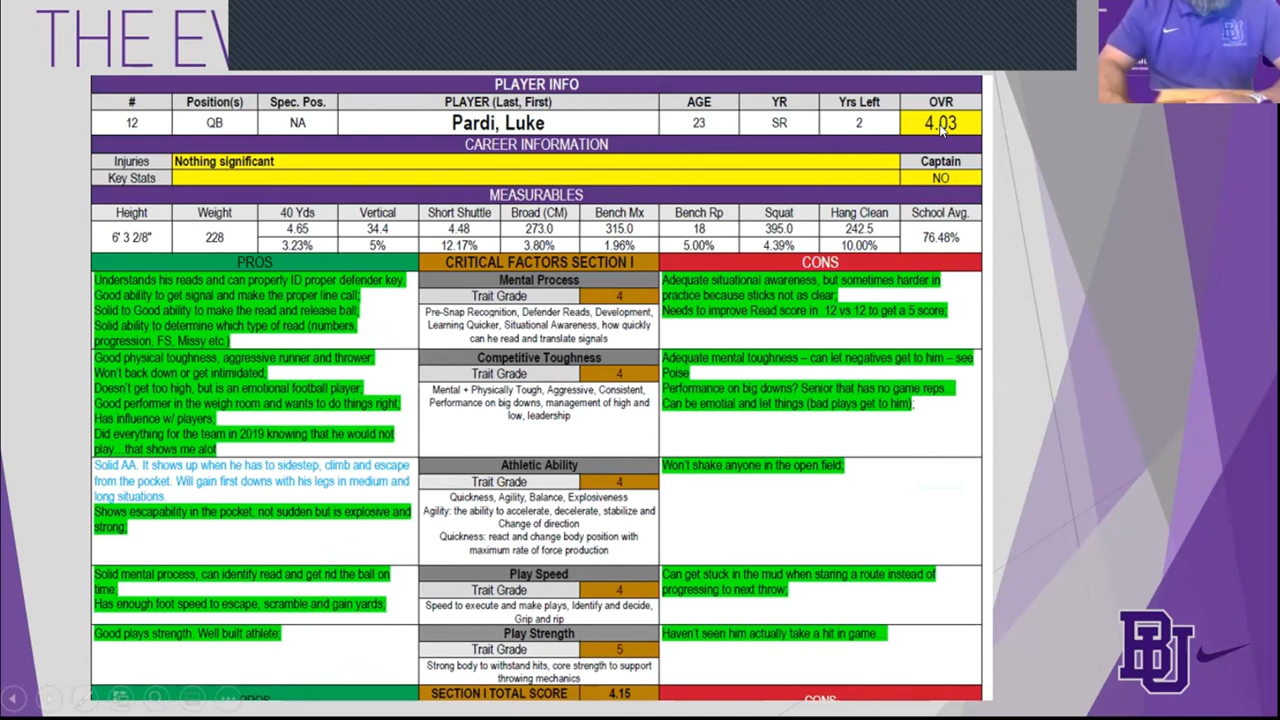 THE EV
PLAYER INFO
# Position(s) Spec. Pos. PLAYER (Last, First) AGE YR Yrs Left OVR
12 QB NA Pardi, Luke 23 SR 2 4.03
CAREER INFORMATION
Injuries Nothing significant Captain
Key Stats NO
MEASURABLES
Height Weight 40 Yds Vertical Short Shuttle Broad (CM) Bench Mx Bench Rp Squat Hang Clean School Avg.
6' 3 2/8" 228 4.65 34.4 4.48 273.0 315.0 18 395.0 242.5 76.48%
3.23% 5% 12.17% 3.80% 1.96% 5.00% 4.39% 10.00%
PROS CRITICAL FACTORS SECTION I CONS
Understands his reads and can properly ID proper defender key.
Good ability to get signal and make the proper line call;
Solid to Good ability to make the read and release ball;
Solid ability to determine which type of read (numbers,
progression, FS, Missy etc.)
Mental Process
Trait Grade 4
Pre-Snap Recognition, Defender Reads, Development,
Learning Quicker, Situational Awareness, how quickly
can he read and translate signals
Adequate situational awareness, but sometimes harder in
practice because sticks not as clear;
Needs to improve Read score in 12 vs 12 to get a 5 score;
Good physical toughness, aggressive runner and thrower;
Won't back down or get intimidated;
Doesn't get too high, but is an emotional football player;
Good performer in the weigh room and wants to do things right;
Has influence w/ players;
Did everything for the team in 2019 knowing that he would not
play...that shows me alot
Competitive Toughness
Trait Grade 4
Mental + Physically Tough, Aggressive, Consistent,
Performance on big downs, management of high and
low, leadership
Adequate mental toughness – can let negatives get to him – see
Poise
Performance on big downs? Senior that has no game reps...
Can be emotial and let things (bad plays get to him);
Solid AA. It shows up when he has to sidestep, climb and escape
from the pocket. Will gain first downs with his legs in medium and
long situations.
Shows escapability in the pocket, not sudden but is explosive and
strong;
Athletic Ability
Trait Grade 4
Quickness, Agility, Balance, Explosiveness
Agility: the ability to accelerate, decelerate, stabilize and
Change of direction
Quickness: react and change body position with
maximum rate of force production
Won't shake anyone in the open field;
Solid mental process, can identify read and get rid the ball on
time;
Has enough foot speed to escape, scramble and gain yards;
Play Speed
Trait Grade 4
Speed to execute and make plays, Identify and decide,
Grip and rip
Can get stuck in the mud when staring a route instead of
progressing to next throw;
Good plays strength. Well built athlete;
Play Strength
Trait Grade 5
Strong body to withstand hits, core strength to support
throwing mechanics
Haven't seen him actually take a hit in game...
PROS SECTION I TOTAL SCORE 4.15 CONS
BU